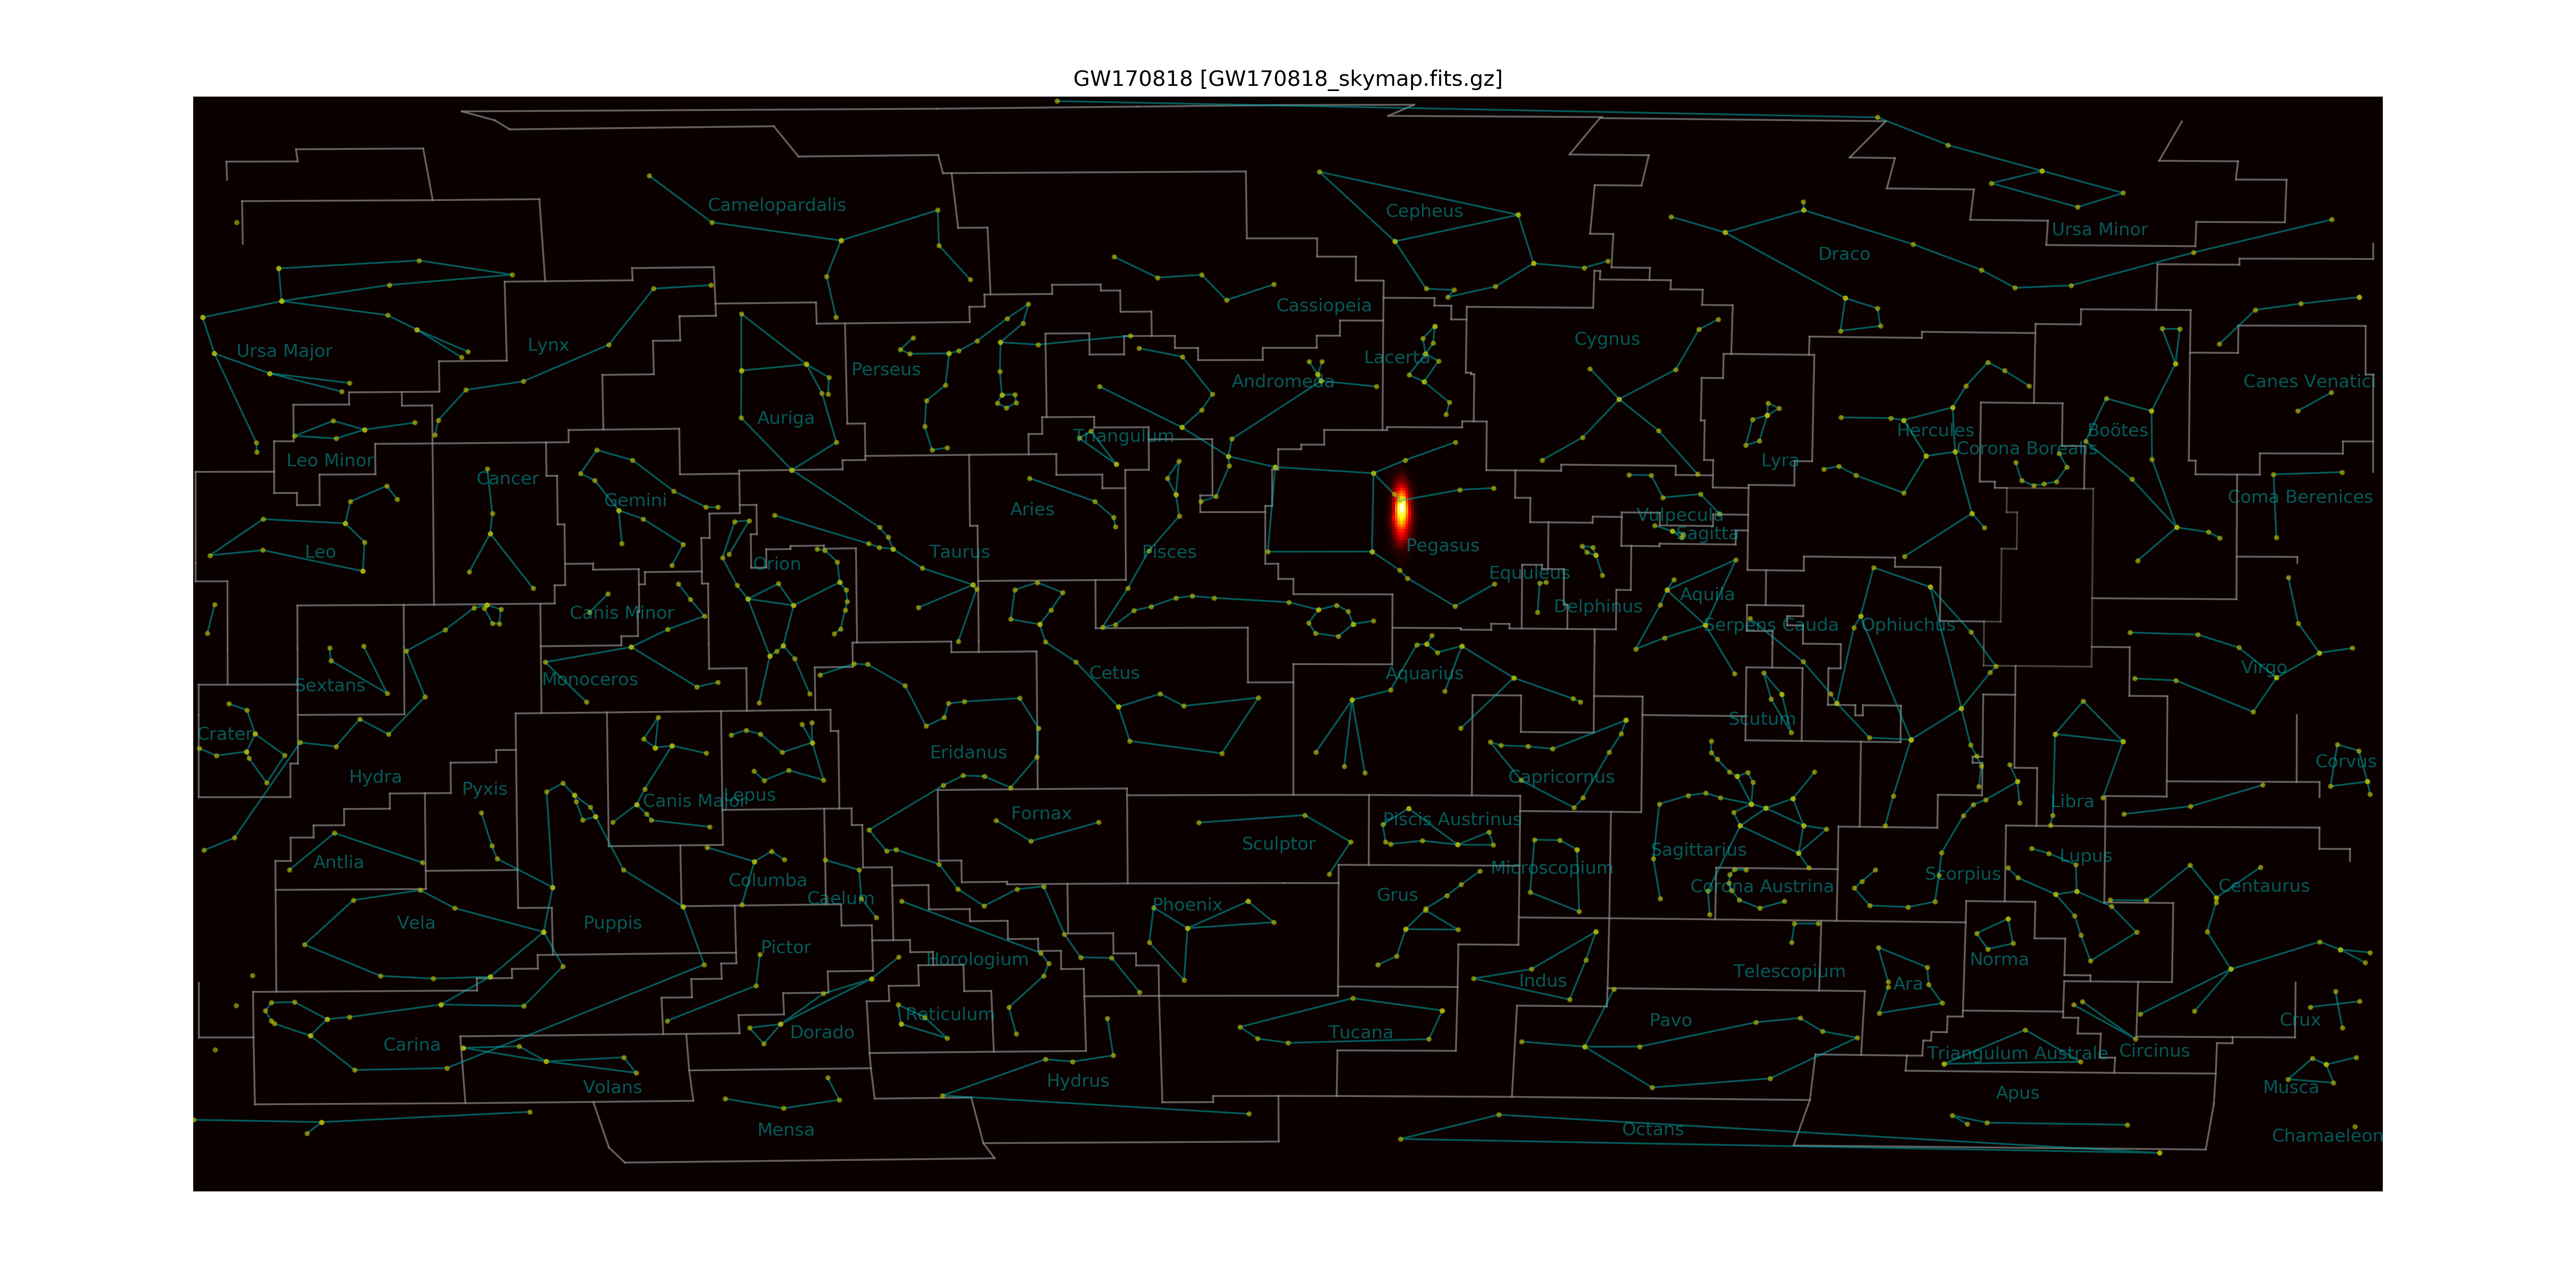 GW170818 [GW170818_skymap.fits.gz]
Camelopardalis
Cepheus
Ursa Minor
Draco
Cassiopeia
Ursa Major
Lynx
Cygnus
Lacerta
Perseus
Andromeda
Canes Venatici
Auriga
Triangulum
Hercules
Boötes
Corona Borealis
Leo Minor
Lyra
Cancer
Gemini
Aries
Coma Berenices
Vulpecula
Sagitta
Leo
Orion
Taurus
Pisces
Pegasus
Equuleus
Canis Minor
Delphinus
Aquila
Serpens Cauda
Ophiuchus
Sextans
Monoceros
Cetus
Aquarius
Virgo
Crater
Scutum
Eridanus
Hydra
Pyxis
Capricornus
Corvus
Canis Major
Lepus
Libra
Fornax
Piscis Austrinus
Sculptor
Antlia
Sagittarius
Lupus
Microscopium
Columba
Caelum
Grus
Corona Austrina
Scorpius
Centaurus
Phoenix
Vela
Puppis
Pictor
Horologium
Norma
Telescopium
Indus
Ara
Reticulum
Carina
Dorado
Tucana
Pavo
Crux
Triangulum Australe
Circinus
Volans
Hydrus
Apus
Musca
Mensa
Octans
Chamaeleon